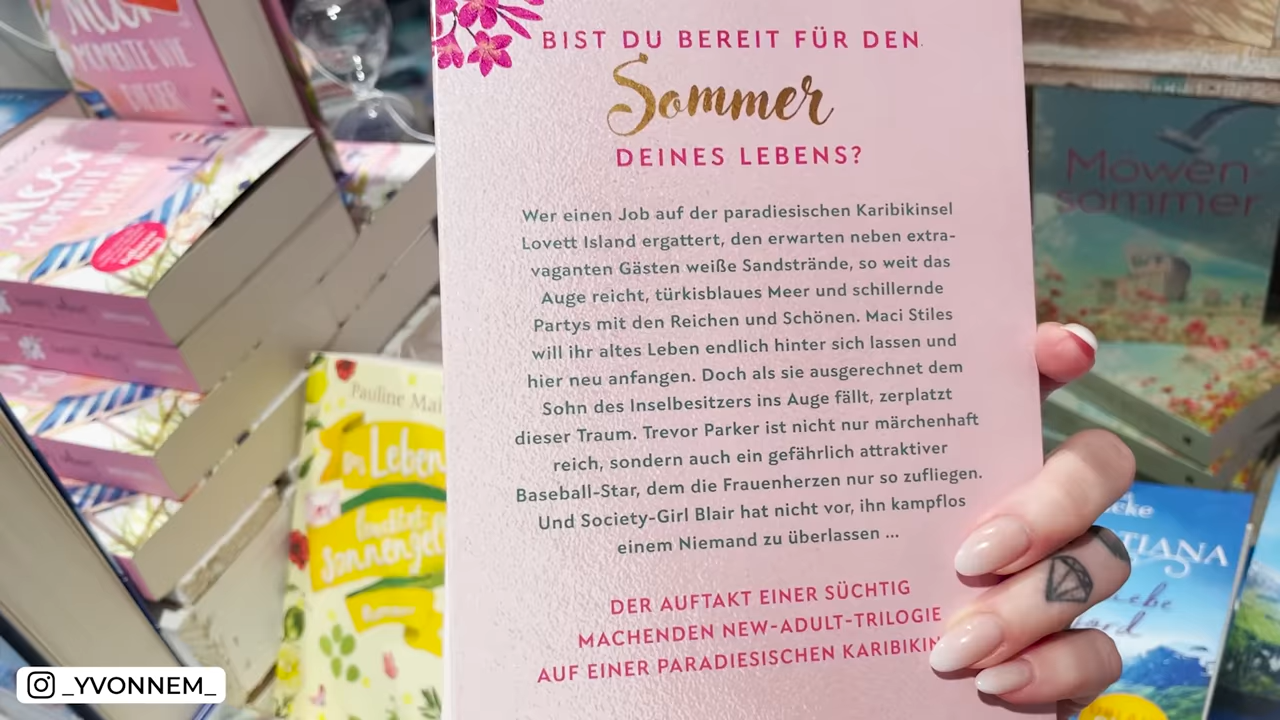 BIST DU BEREIT FÜR DEN
Sommer
DEINES LEBENS?
Wer einen Job auf der paradiesischen Karibikinsel
Lovett Island ergattert, den erwarten neben extra-
vaganten Gästen weiße Sandstrände, so weit das
Auge reicht, türkisblaues Meer und schillernde
Partys mit den Reichen und Schönen. Maci Stiles
will ihr altes Leben endlich hinter sich lassen und
hier neu anfangen. Doch als sie ausgerechnet dem
Sohn des Inselbesitzers ins Auge fällt, zerplatzt
dieser Traum. Trevor Parker ist nicht nur märchenhaft
reich, sondern auch ein gefährlich attraktiver
Baseball-Star, dem die Frauenherzen nur so zufliegen.
Und Society-Girl Blair hat nicht vor, ihn kampflos
einem Niemand zu überlassen ...
DER AUFTAKT EINER SÜCHTIG
MACHENDEN NEW-ADULT-TRILOGIE
AUF EINER PARADIESISCHEN KARIBIKIN
Möwen
sommer
Pauline Mai
Leben
_YVONNEM_